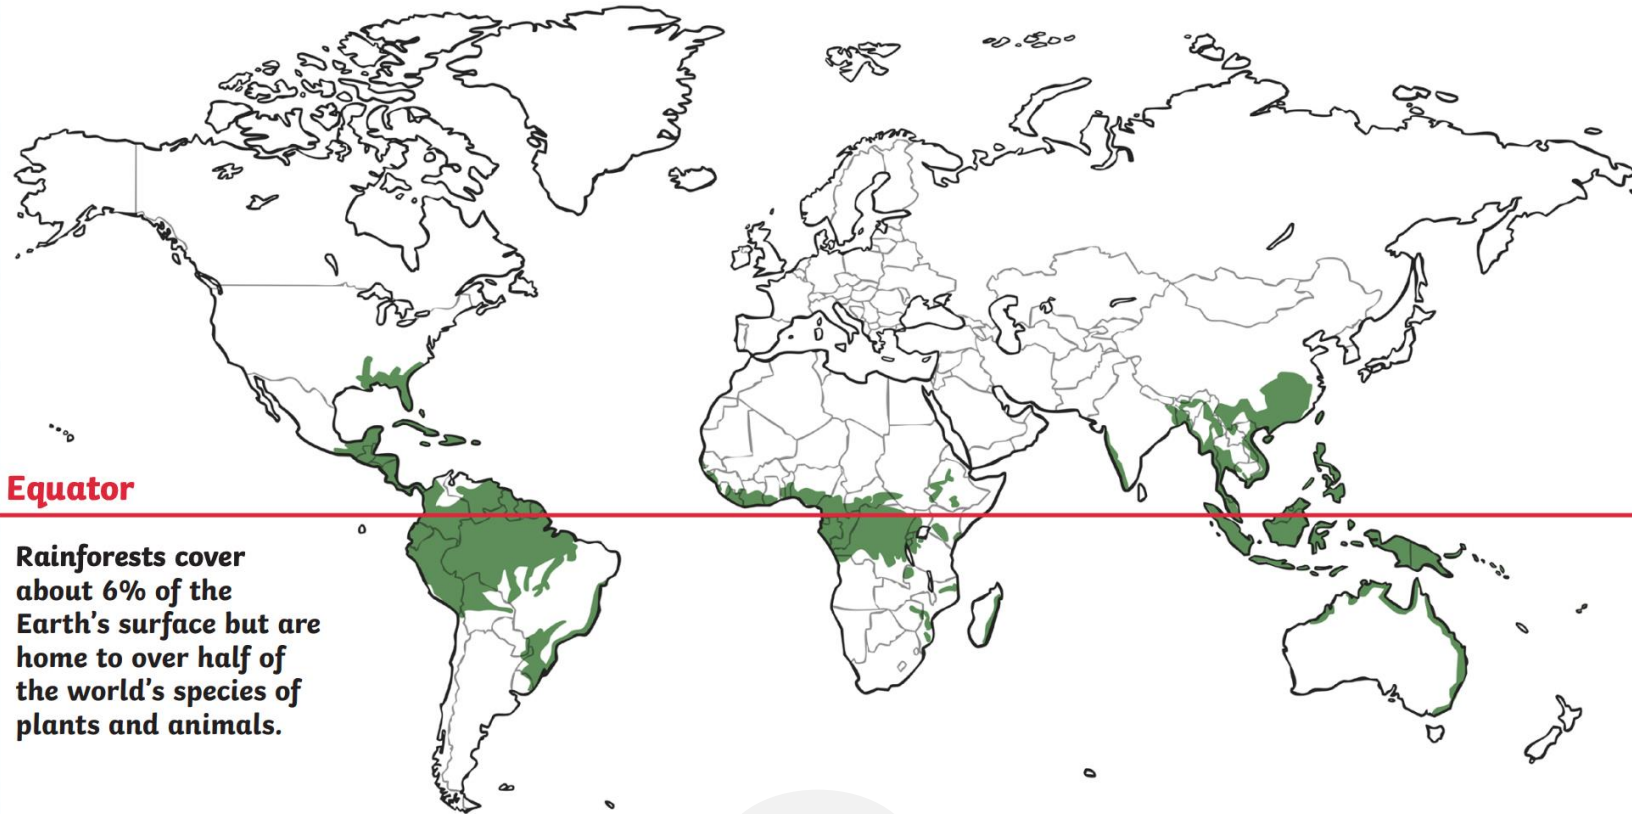 Equator
Rainforests cover
about 6% of the
Earth's surface but are
home to over half of
the world's species of
plants and animals.